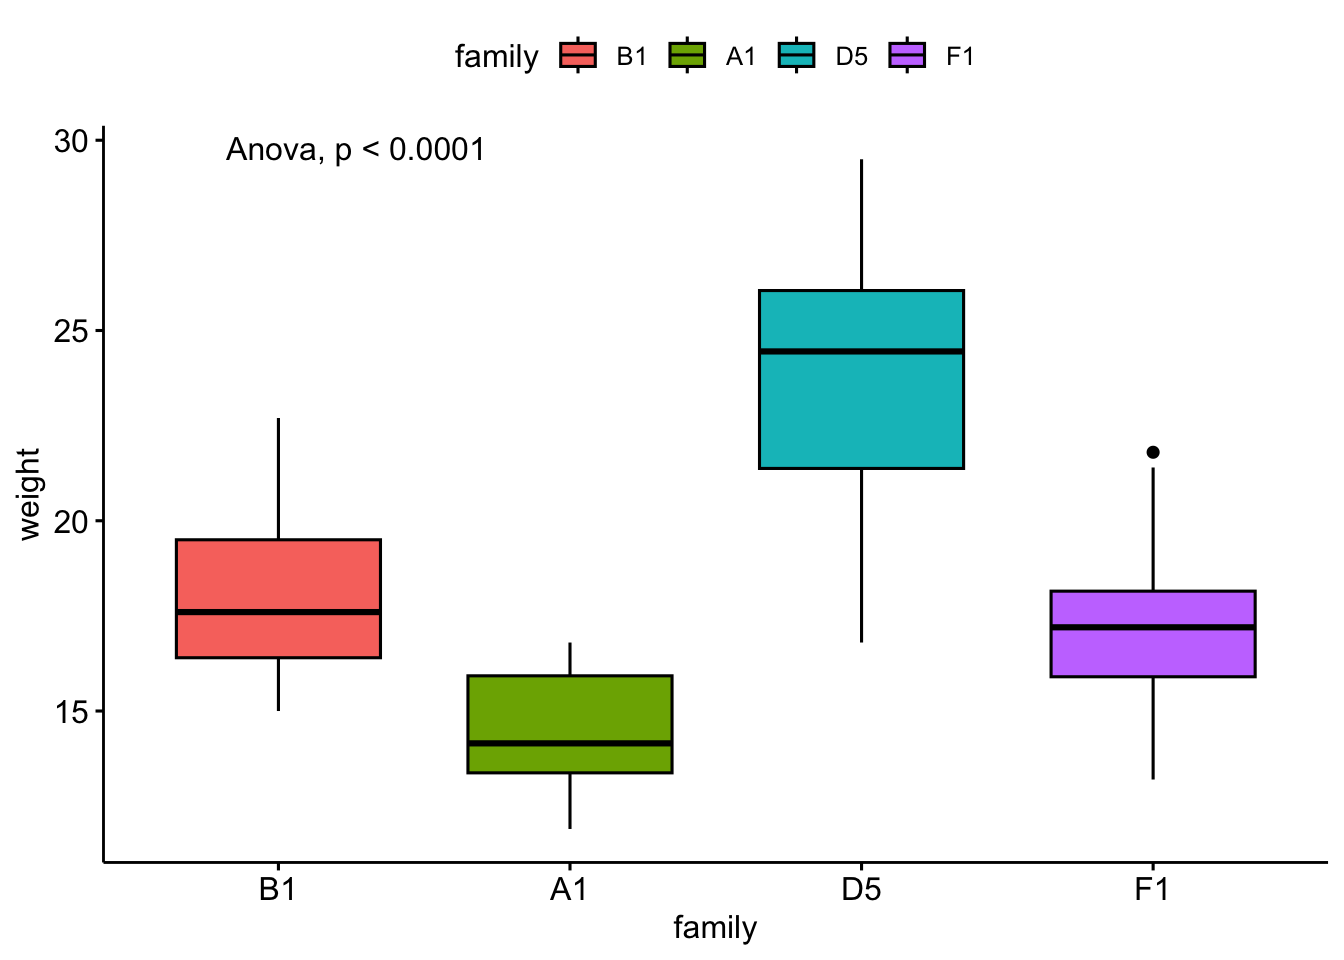 family B1 A1 D5 F1
Anova, p < 0.0001
30
25
20
15
weight
B1 A1 D5 F1
family